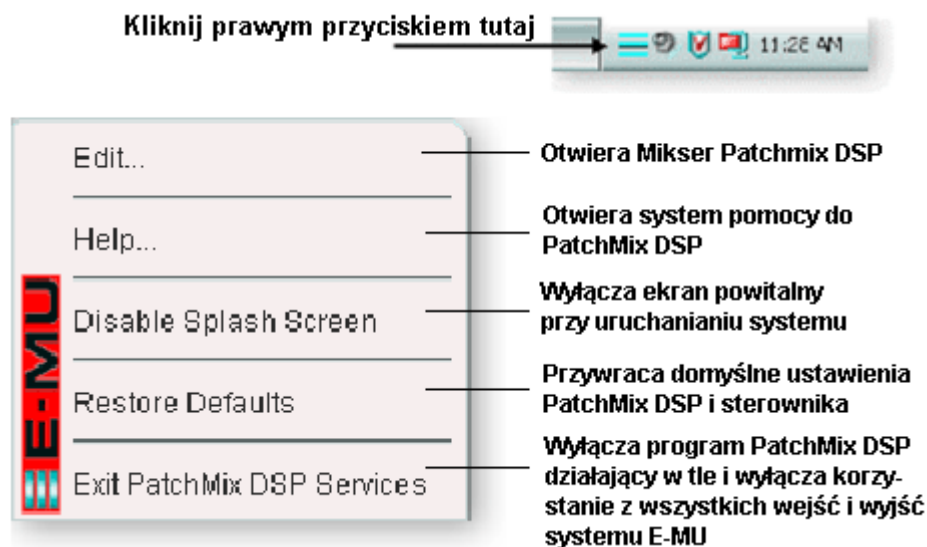 Kliknij prawym przyciskiem tutaj
11:26 AM
Edit...
Otwiera Mikser Patchmix DSP
Help...
Otwiera system pomocy do
PatchMix DSP
Disable Splash Screen
Wyłącza ekran powitalny
przy uruchanianiu systemu
Restore Defaults
Przywraca domyślne ustawienia
PatchMix DSP i sterownika
Exit PatchMix DSP Services
Wyłącza program PatchMix DSP
działający w tle i wyłącza korzy-
stanie z wszystkich wejść i wyjść
systemu E-MU
E-MU